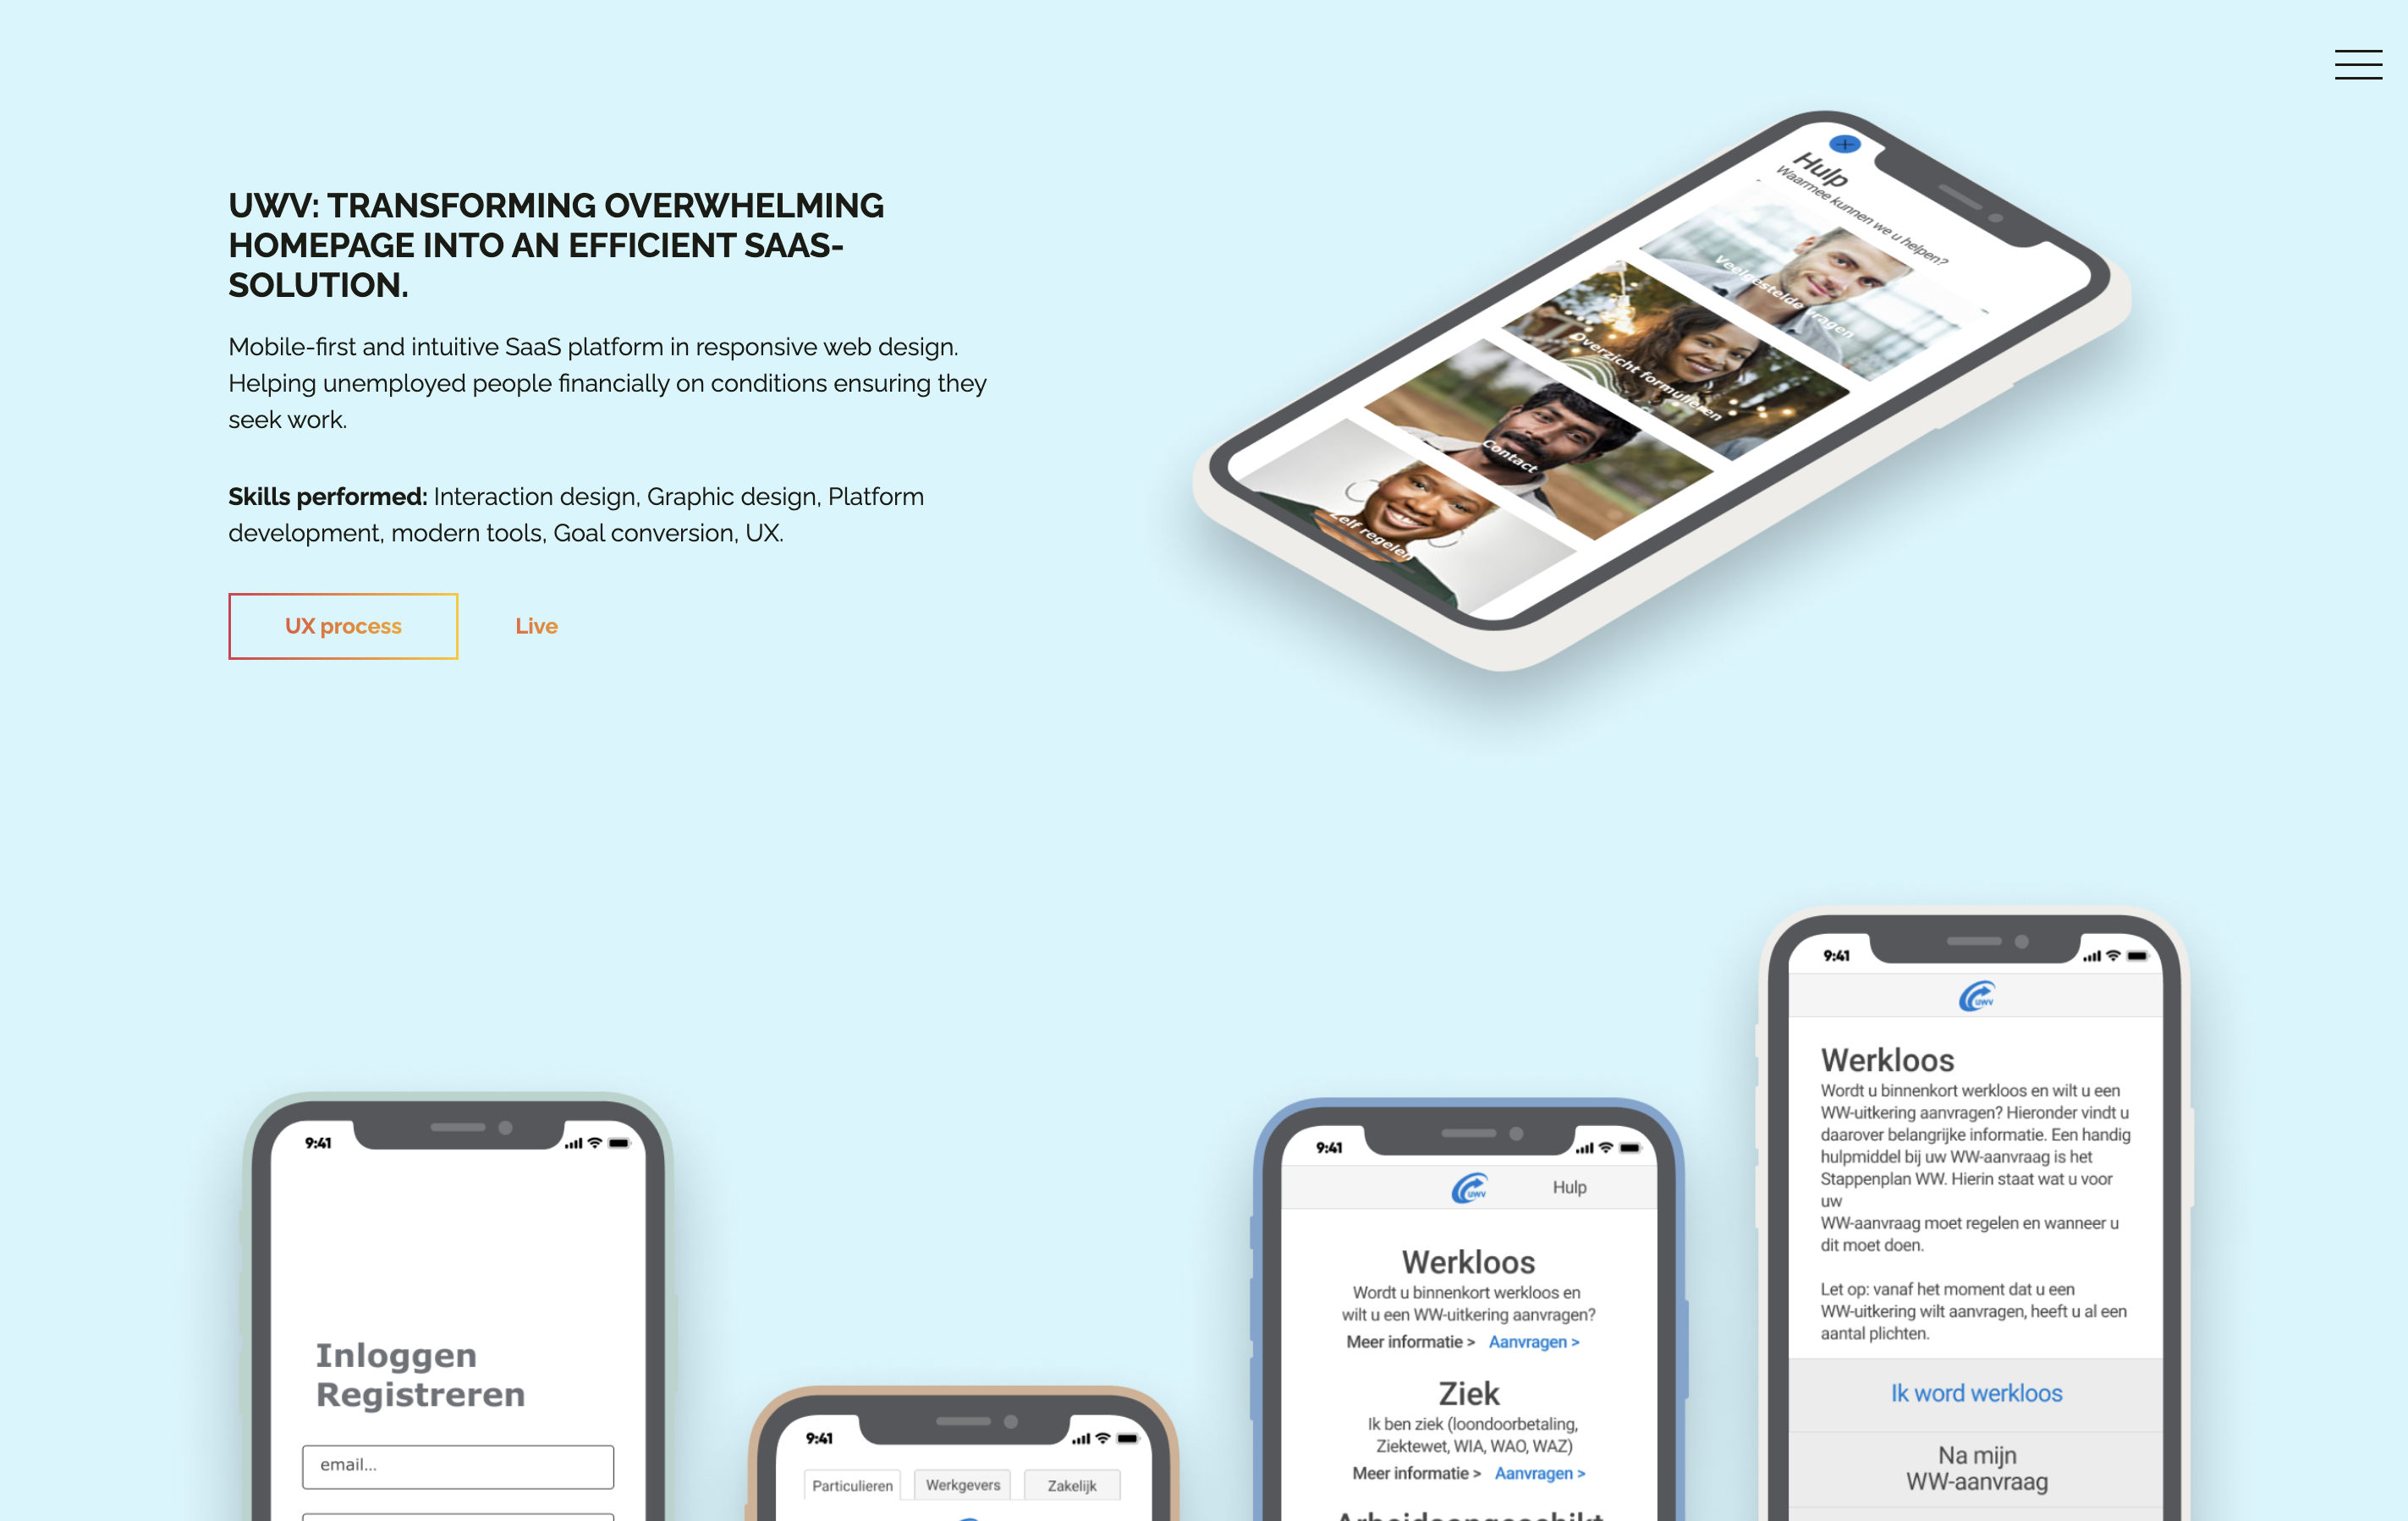 UWV: TRANSFORMING OVERWHELMING
HOMEPAGE INTO AN EFFICIENT SAAS-
SOLUTION.
Mobile-first and intuitive SaaS platform in responsive web design.
Helping unemployed people financially on conditions ensuring they
seek work.
Skills performed: Interaction design, Graphic design, Platform
development, modern tools, Goal conversion, UX.
UX process
Live
Hulp
Waarmee kunnen we u helpen?
Veelgestelde vragen
Overzicht formulieren
Contact
Zelf regelen
9:41
Inloggen
Registreren
email...
9:41
Particulieren
Werkgevers
Zakelijk
9:41
UWV
Hulp
Werkloos
Wordt u binnenkort werkloos en
wilt u een WW-uitkering aanvragen?
Meer informatie > Aanvragen >
Ziek
Ik ben ziek (loondoorbetaling,
Ziektewet, WIA, WAO, WAZ)
Meer informatie > Aanvragen >
Arbeidsongeschikt
9:41
UWV
Werkloos
Wordt u binnenkort werkloos en wilt u een
WW-uitkering aanvragen? Hieronder vindt u
daarover belangrijke informatie. Een handig
hulpmiddel bij uw WW-aanvraag is het
Stappenplan WW. Hierin staat wat u voor
uw
WW-aanvraag moet regelen en wanneer u
dit moet doen.
Let op: vanaf het moment dat u een
WW-uitkering wilt aanvragen, heeft u al een
aantal plichten.
Ik word werkloos
Na mijn
WW-aanvraag